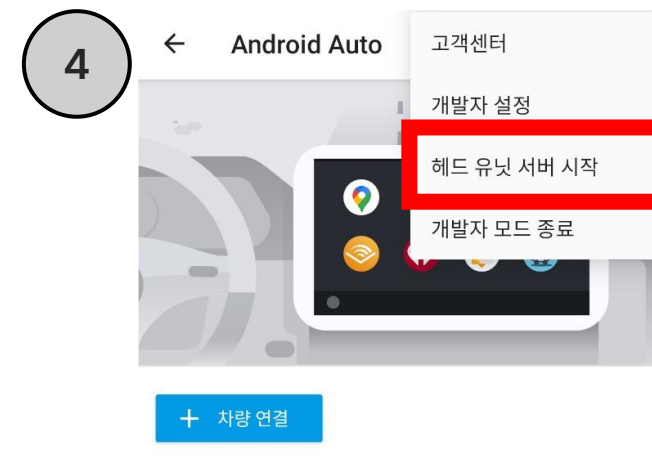 4
Android Auto
고객센터
개발자 설정
헤드 유닛 서버 시작
개발자 모드 종료
+ 차량 연결